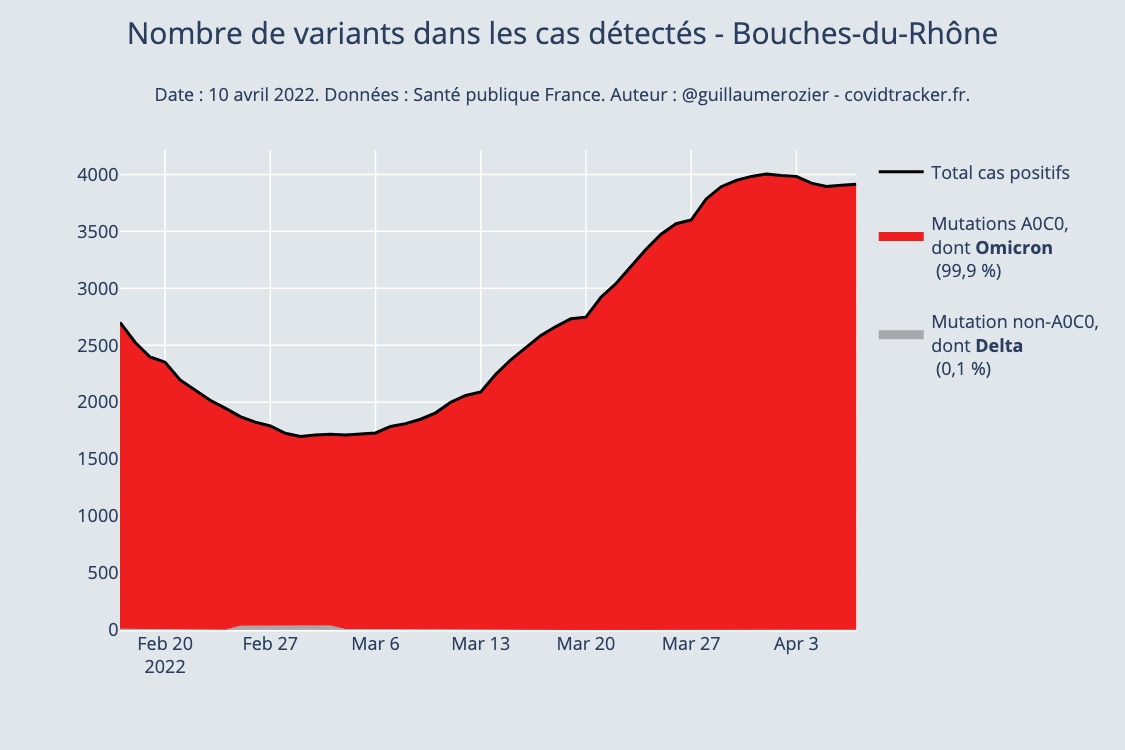 Nombre de variants dans les cas détectés - Bouches-du-Rhône
Date : 10 avril 2022. Données : Santé publique France. Auteur : @guillaumerozier - covidtracker.fr.
4000
3500
3000
2500
2000
1500
1000
500
0
Feb 20
2022
Feb 27
Mar 6
Mar 13
Mar 20
Mar 27
Apr 3
Total cas positifs
Mutations A0C0,
dont Omicron
(99,9 %)
Mutation non-A0C0,
dont Delta
(0,1 %)